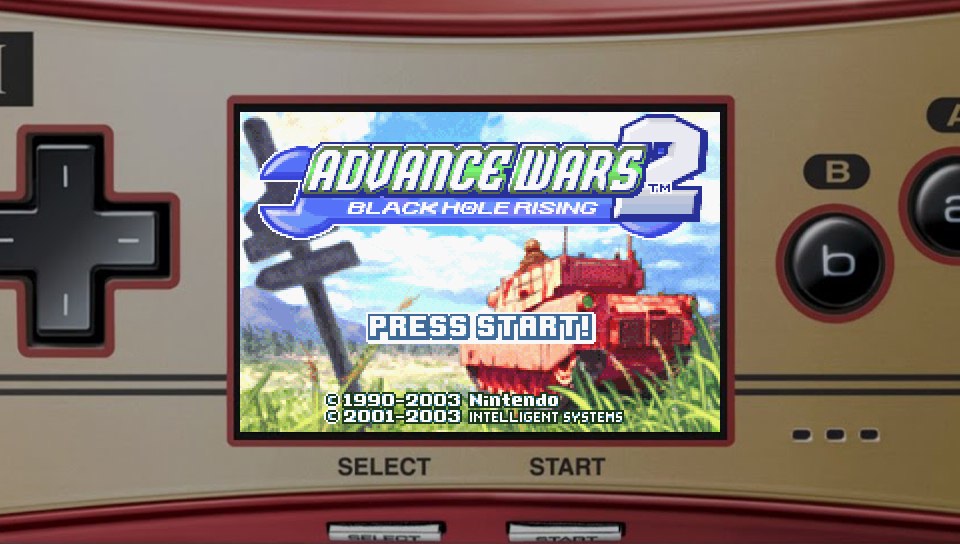 I
ADVANCE WARS 2 TM
BLACK HOLE RISING
PRESS START!
© 1990-2003 Nintendo
© 2001-2003 INTELLIGENT SYSTEMS
B
b
A
a
SELECT START
SELECT START